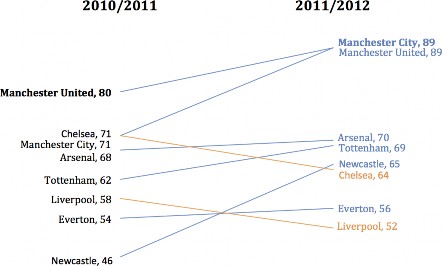 2010/2011
2011/2012
Manchester United, 80
Chelsea, 71
Manchester City, 71
Arsenal, 68
Tottenham, 62
Liverpool, 58
Everton, 54
Newcastle, 46
Manchester City, 89
Manchester United, 89
Arsenal, 70
Tottenham, 69
Newcastle, 65
Chelsea, 64
Everton, 56
Liverpool, 52